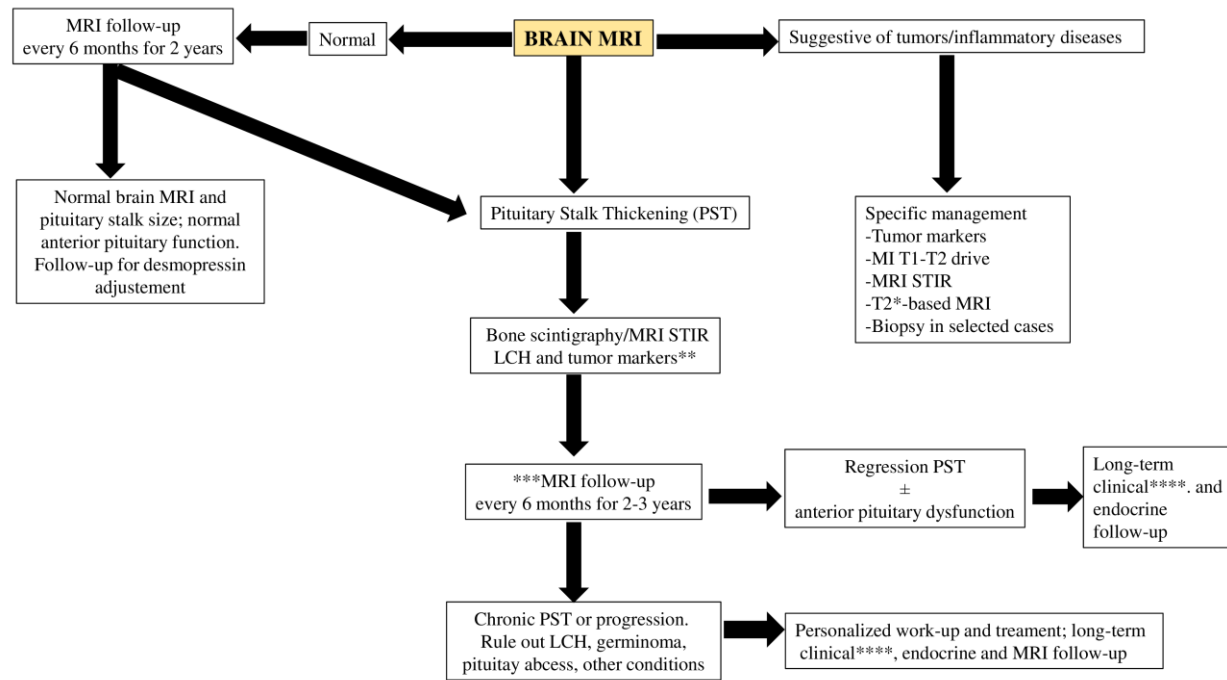 MRI follow-up
every 6 months for 2 years
Normal
BRAIN MRI
Suggestive of tumors/inflammatory diseases
Normal brain MRI and
pituitary stalk size; normal
anterior pituitary function.
Follow-up for desmopressin
adjustement
Pituitary Stalk Thickening (PST)
Specific management
-Tumor markers
-MI T1-T2 drive
-MRI STIR
-T2*-based MRI
-Biopsy in selected cases
Bone scintigraphy/MRI STIR
LCH and tumor markers**
***MRI follow-up
every 6 months for 2-3 years
Regression PST
±
anterior pituitary dysfunction
Long-term
clinical****. and
endocrine
follow-up
Chronic PST or progression.
Rule out LCH, germinoma,
pituitay abcess, other conditions
Personalized work-up and treament; long-term
clinical****, endocrine and MRI follow-up